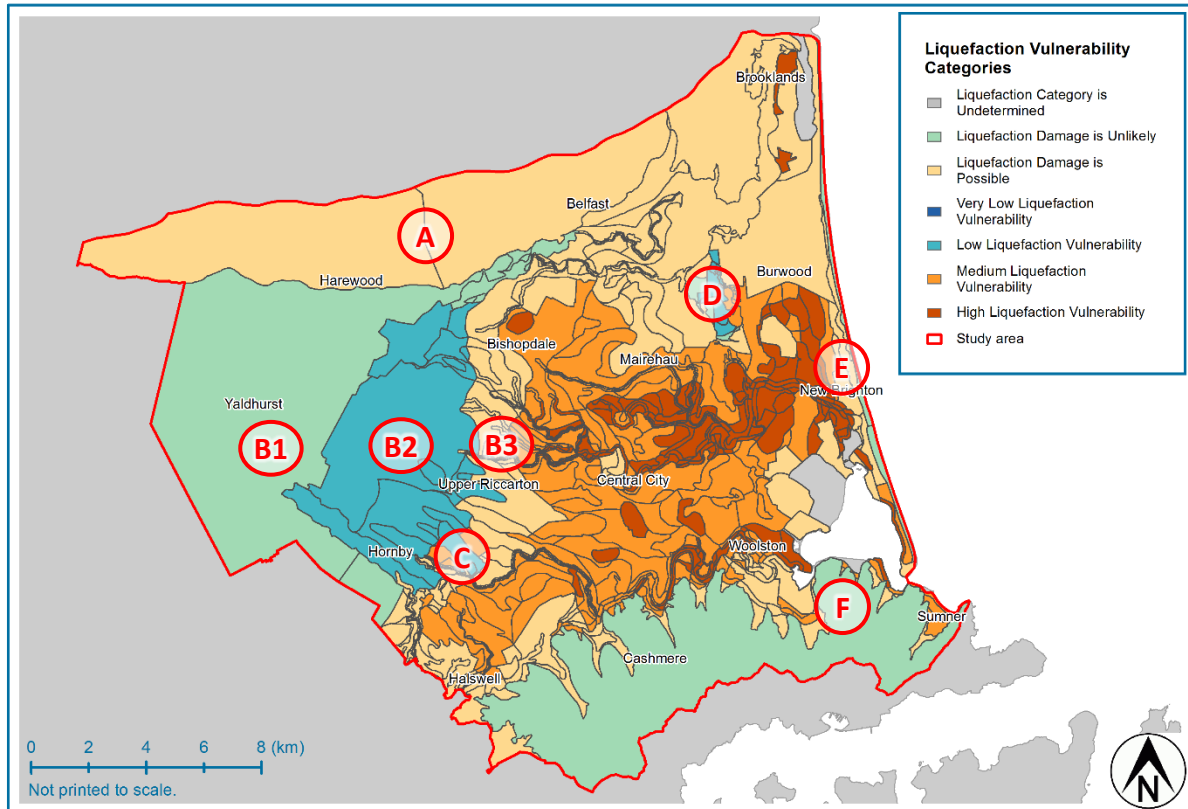 Liquefaction Vulnerability
Categories
Liquefaction Category is
Undetermined
Liquefaction Damage is Unlikely
Liquefaction Damage is
Possible
Very Low Liquefaction
Vulnerability
Low Liquefaction Vulnerability
Medium Liquefaction
Vulnerability
High Liquefaction Vulnerability
Study area
Brooklands
Belfast
A
Harewood
Burwood
D
Bishopdale
Mairehau
E
New Brighton
Yaldhurst
B1
B2
B3
Upper Riccarton
Central City
Hornby
C
Woolston
F
Sumner
Cashmere
Halswell
0 2 4 6 8 (km)
Not printed to scale.
N